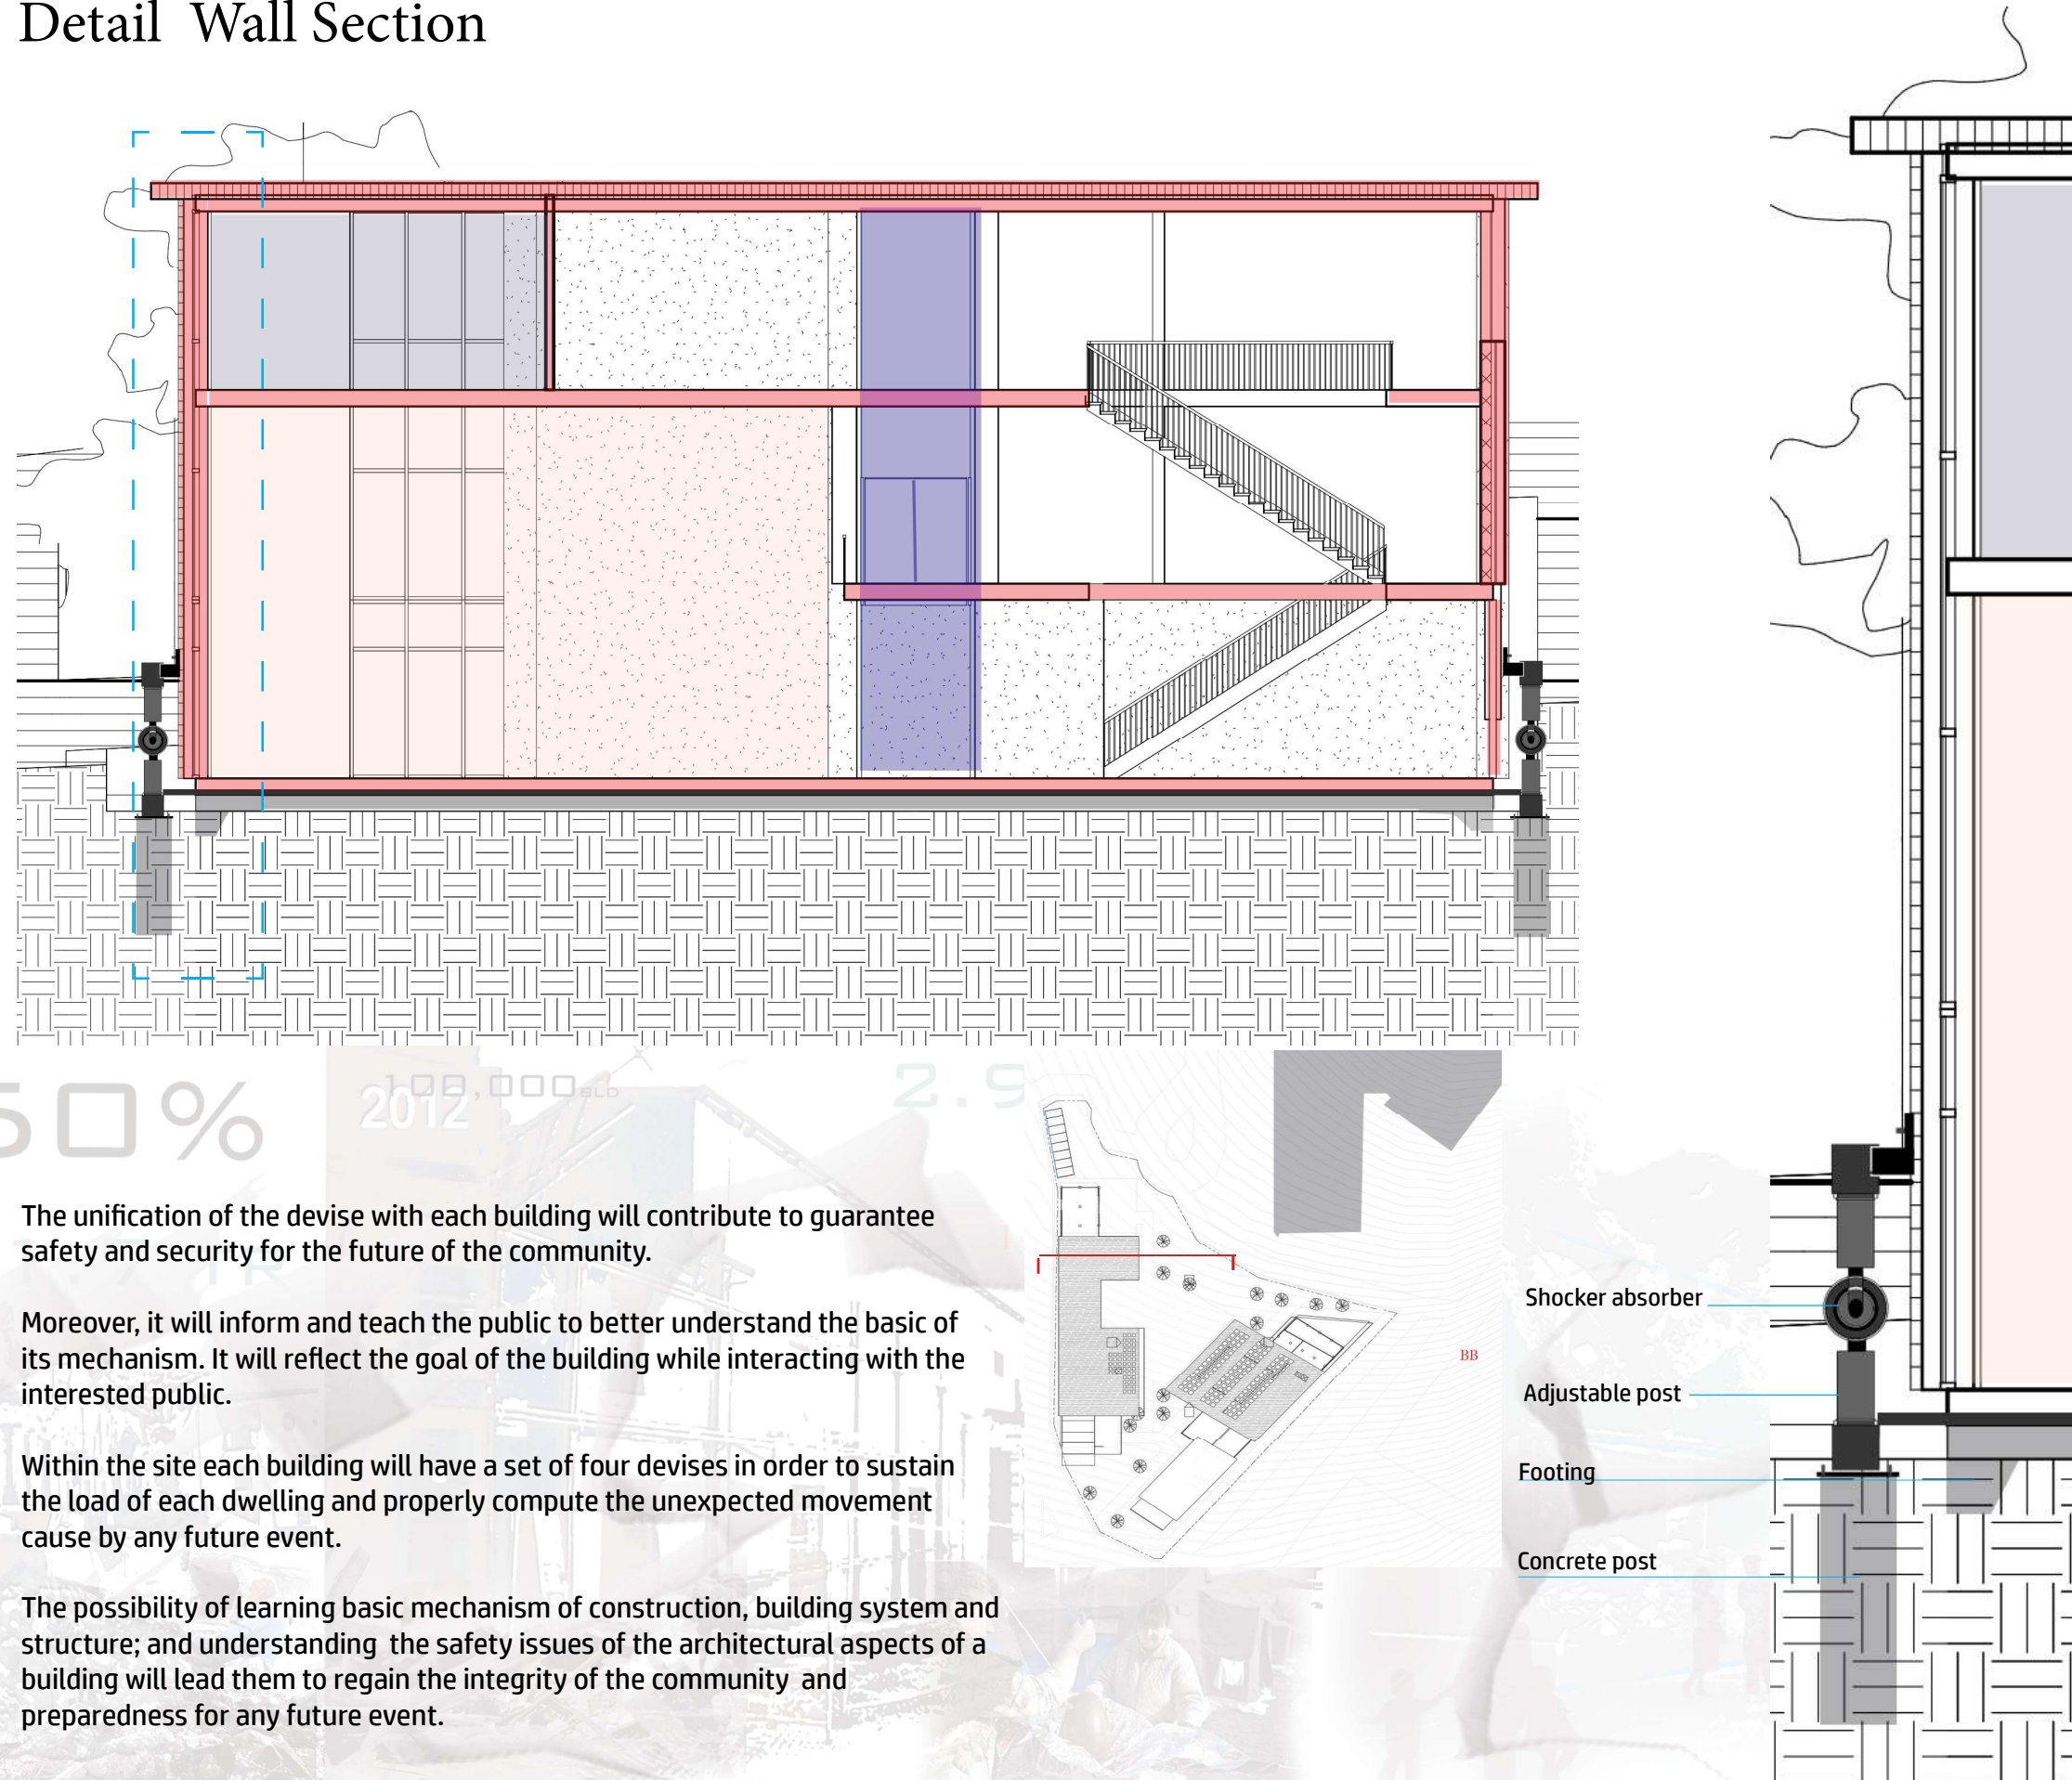 Detail Wall Section
50%
2012
100,000 BLD
2.9
The unification of the devise with each building will contribute to guarantee
safety and security for the future of the community.
Moreover, it will inform and teach the public to better understand the basic of
its mechanism. It will reflect the goal of the building while interacting with the
interested public.
Within the site each building will have a set of four devises in order to sustain
the load of each dwelling and properly compute the unexpected movement
cause by any future event.
The possibility of learning basic mechanism of construction, building system and
structure; and understanding the safety issues of the architectural aspects of a
building will lead them to regain the integrity of the community and
preparedness for any future event.
BB
Shocker absorber
Adjustable post
Footing
Concrete post